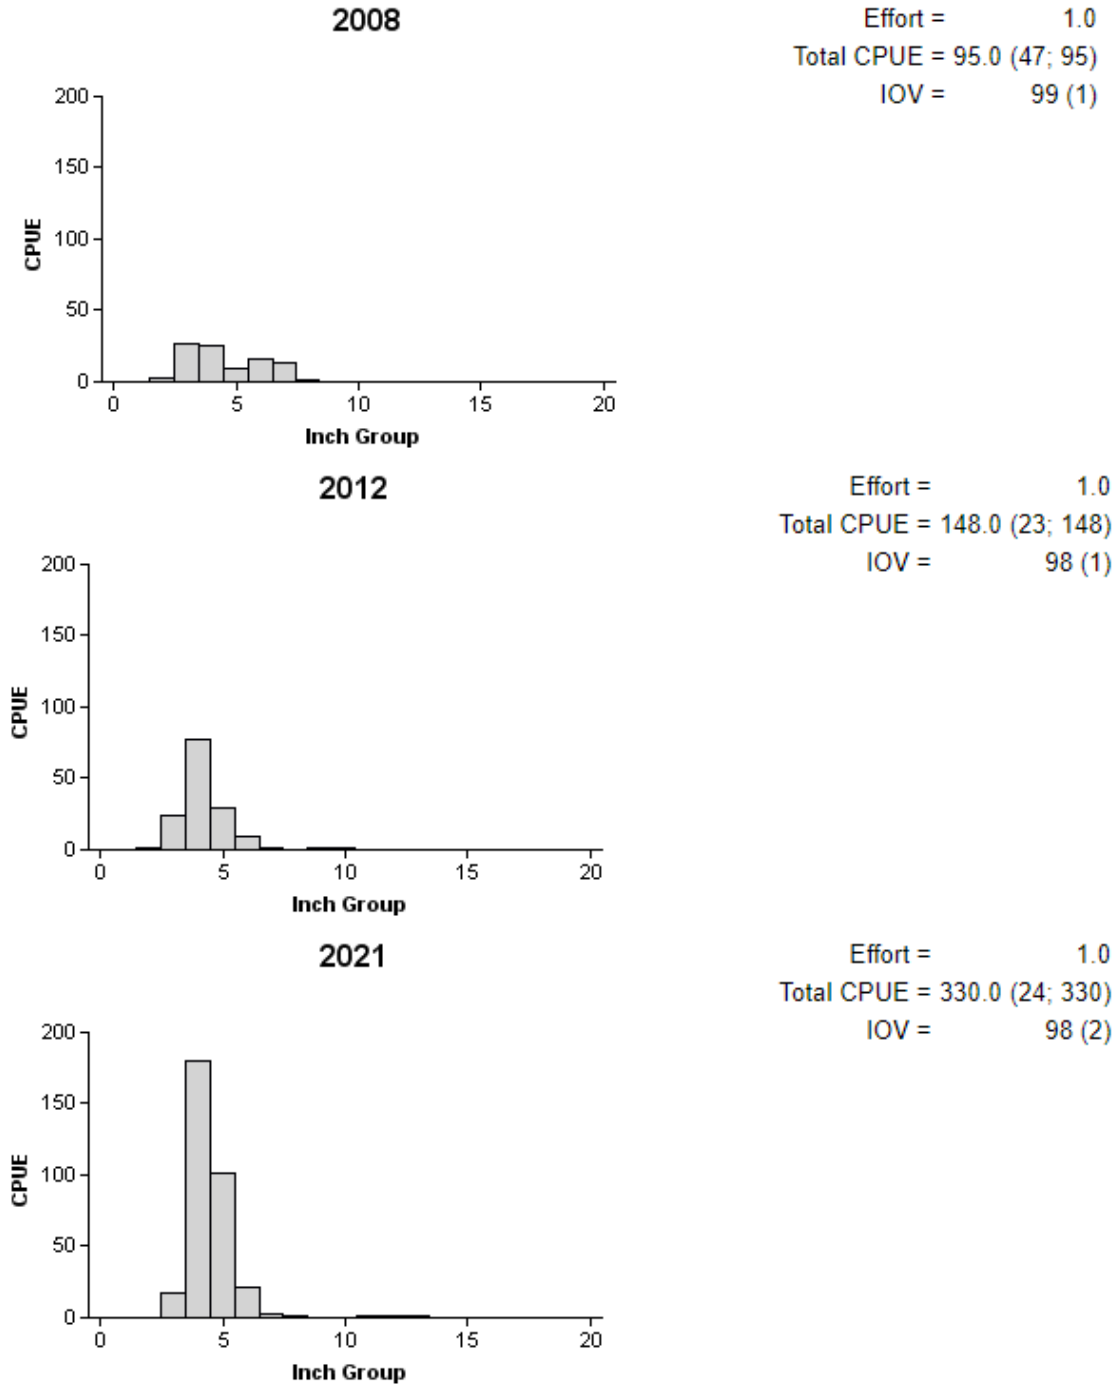 2008
Effort = 1.0
Total CPUE = 95.0 (47; 95)
IOV = 99 (1)
200
150
100
50
0
CPUE
0 5 10 15 20
Inch Group
2012
Effort = 1.0
Total CPUE = 148.0 (23; 148)
IOV = 98 (1)
200
150
100
50
0
CPUE
0 5 10 15 20
Inch Group
2021
Effort = 1.0
Total CPUE = 330.0 (24; 330)
IOV = 98 (2)
200
150
100
50
0
CPUE
0 5 10 15 20
Inch Group